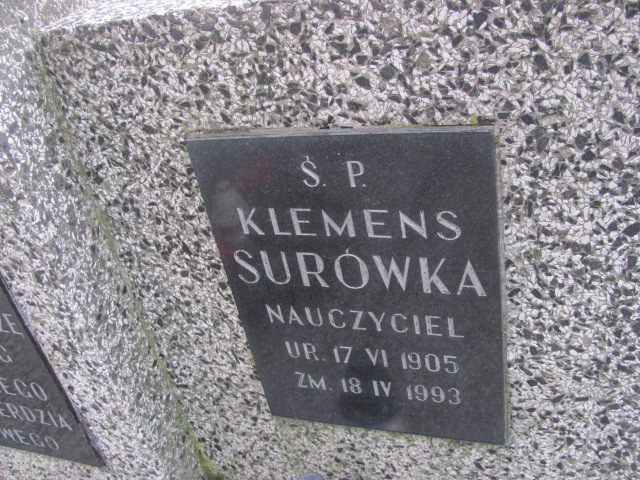 Ś. P.
KLEMENS
SURÓWKA
NAUCZYCIEL
UR. 17 VI 1905
ZM. 18 IV 1993